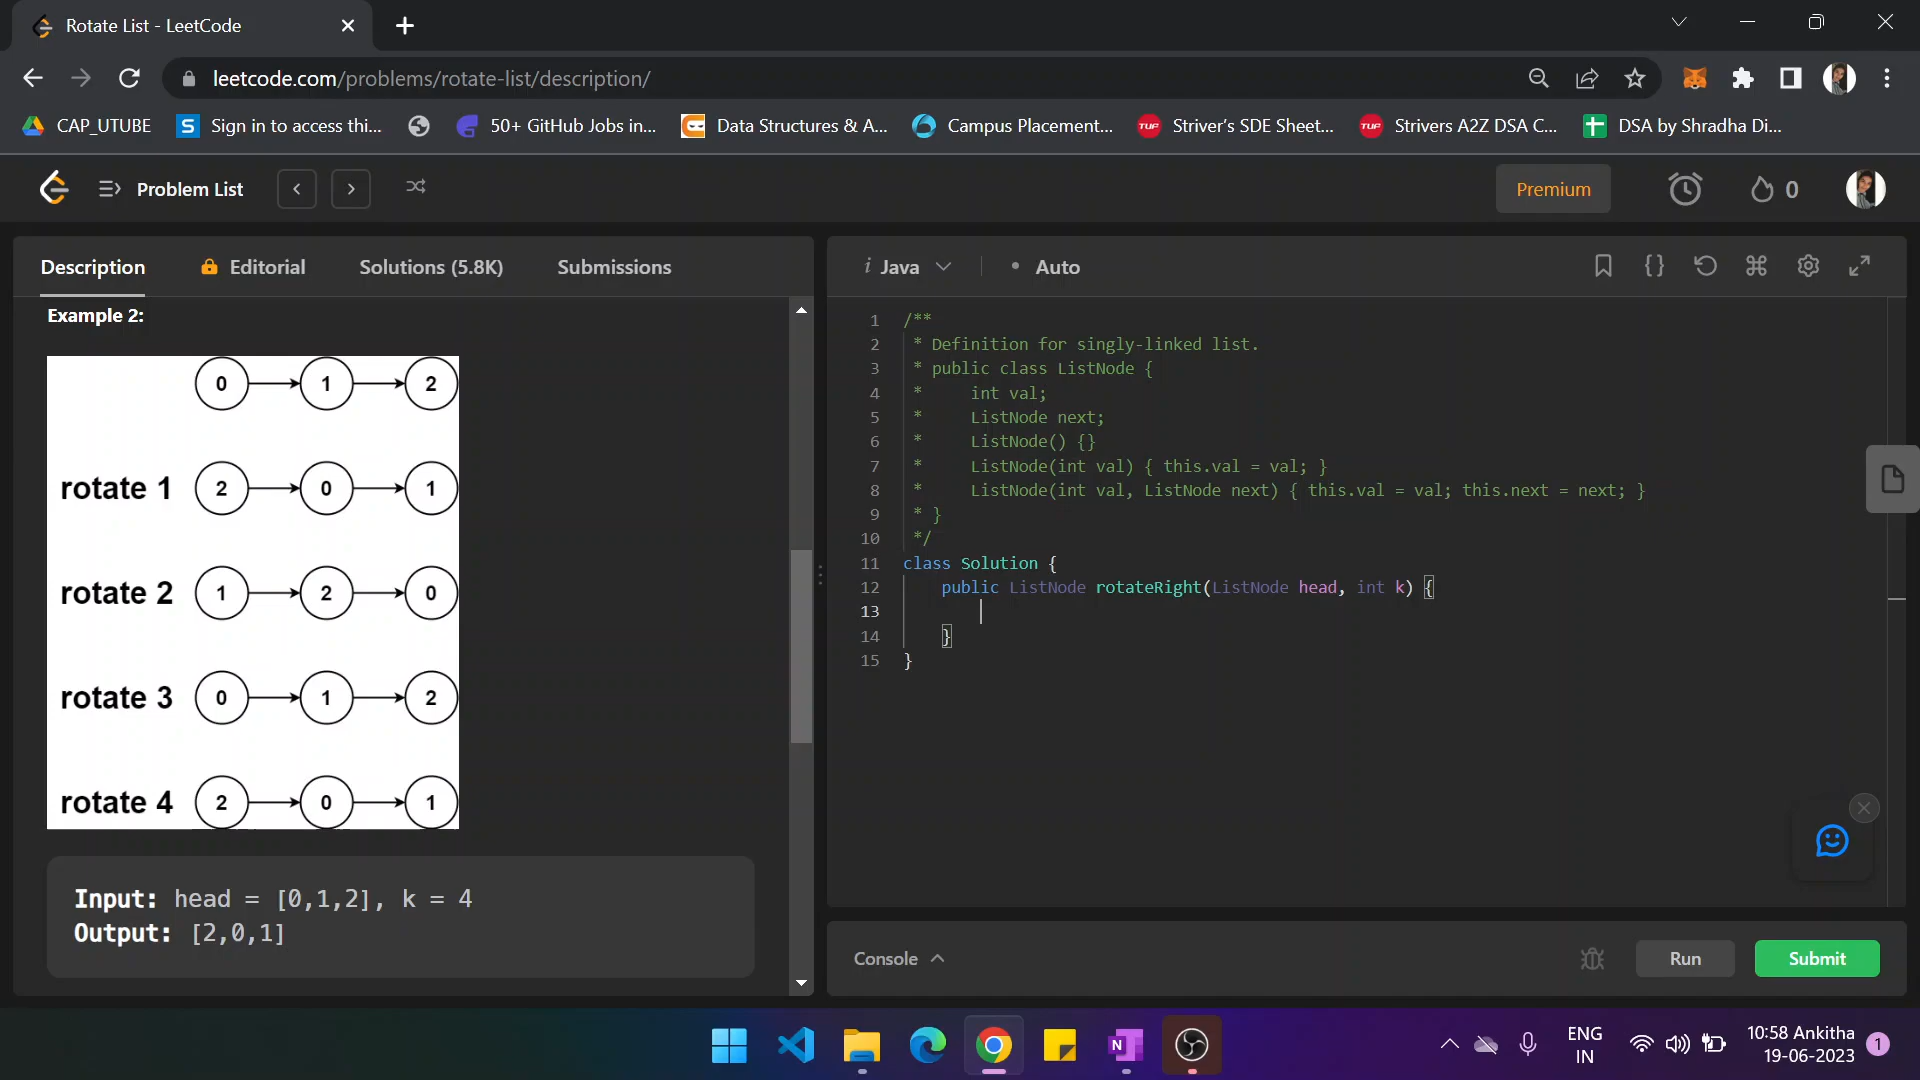 Rotate List - LeetCode
leetcode.com/problems/rotate-list/description/
CAP_UTUBE
Sign in to access thi...
50+ GitHub Jobs in...
Data Structures & A...
Campus Placement...
TUF
Striver's SDE Sheet...
TUF
Strivers A2Z DSA C...
DSA by Shradha Di...
Problem List
Premium
0
Description
Editorial
Solutions (5.8K)
Submissions
Example 2:
0 1 2
rotate 1 2 0 1
rotate 2 1 2 0
rotate 3 0 1 2
rotate 4 2 0 1
Input: head = [0,1,2], k = 4
Output: [2,0,1]
i Java
• Auto
{}
1 /**
2 * Definition for singly-linked list.
3 * public class ListNode {
4 *     int val;
5 *     ListNode next;
6 *     ListNode() {}
7 *     ListNode(int val) { this.val = val; }
8 *     ListNode(int val, ListNode next) { this.val = val; this.next = next; }
9 * }
10 */
11 class Solution {
12     public ListNode rotateRight(ListNode head, int k) {
13
14     }
15 }
Console
Run
Submit
N
ENG
IN
10:58 Ankitha
19-06-2023
1